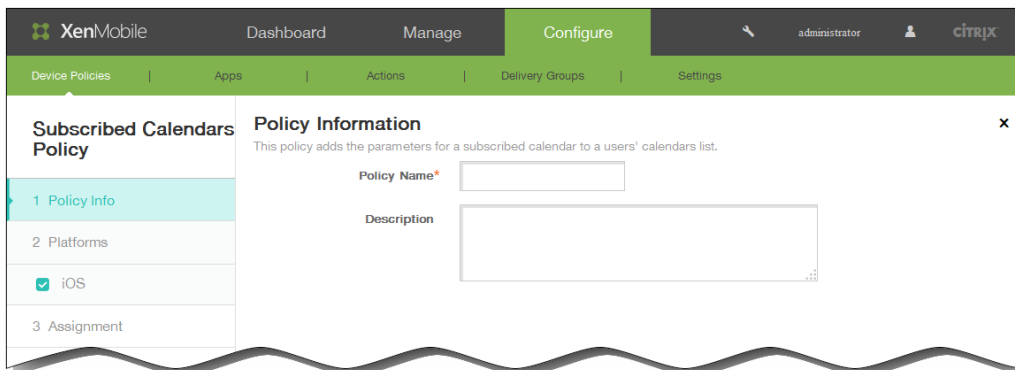 XenMobile Dashboard Manage Configure administrator CITRIX
Device Policies | Apps | Actions | Delivery Groups | Settings
Subscribed Calendars Policy
1 Policy Info
2 Platforms
iOS
3 Assignment
Policy Information
This policy adds the parameters for a subscribed calendar to a users' calendars list.
Policy Name*
Description